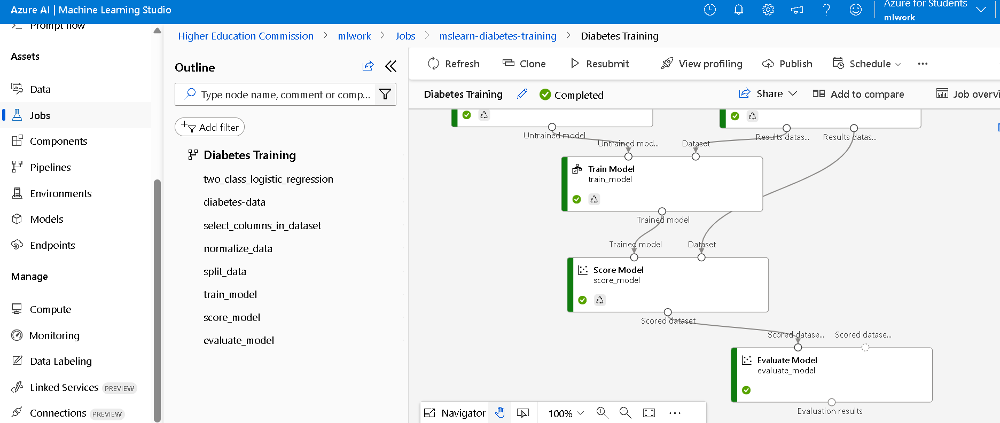 Azure AI | Machine Learning Studio
Azure for Students
mlwork
Prompt flow
Assets
Data
Jobs
Components
Pipelines
Environments
Models
Endpoints
Manage
Compute
Monitoring
Data Labeling
Linked Services PREVIEW
Connections PREVIEW
Higher Education Commission > mlwork > Jobs > mslearn-diabetes-training > Diabetes Training
Outline
Type node name, comment or comp...
Add filter
Diabetes Training
two_class_logistic_regression
diabetes-data
select_columns_in_dataset
normalize_data
split_data
train_model
score_model
evaluate_model
Refresh Clone Resubmit View profiling Publish Schedule ...
Diabetes Training Completed Share Add to compare Job overvi
Untrained model
Results datas... Results datas...
Untrained mod... Dataset
Train Model
train_model
Trained model
Trained model Dataset
Score Model
score_model
Scored dataset
Scored datase... Scored datase...
Evaluate Model
evaluate_model
Evaluation results
Navigator 100% ...